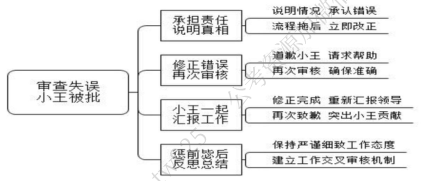 审查失误
小王被批
承担责任
说明真相
说明情况 承认错误
流程拖后 立即改正
修正错误
再次审核
道歉小王 请求帮助
再次审核 确保准确
小王一起
汇报工作
修正完成 重新汇报领导
再次致歉 突出小王贡献
惩前毖后
反思总结
保持严谨细致工作态度
建立工作交叉审核机制